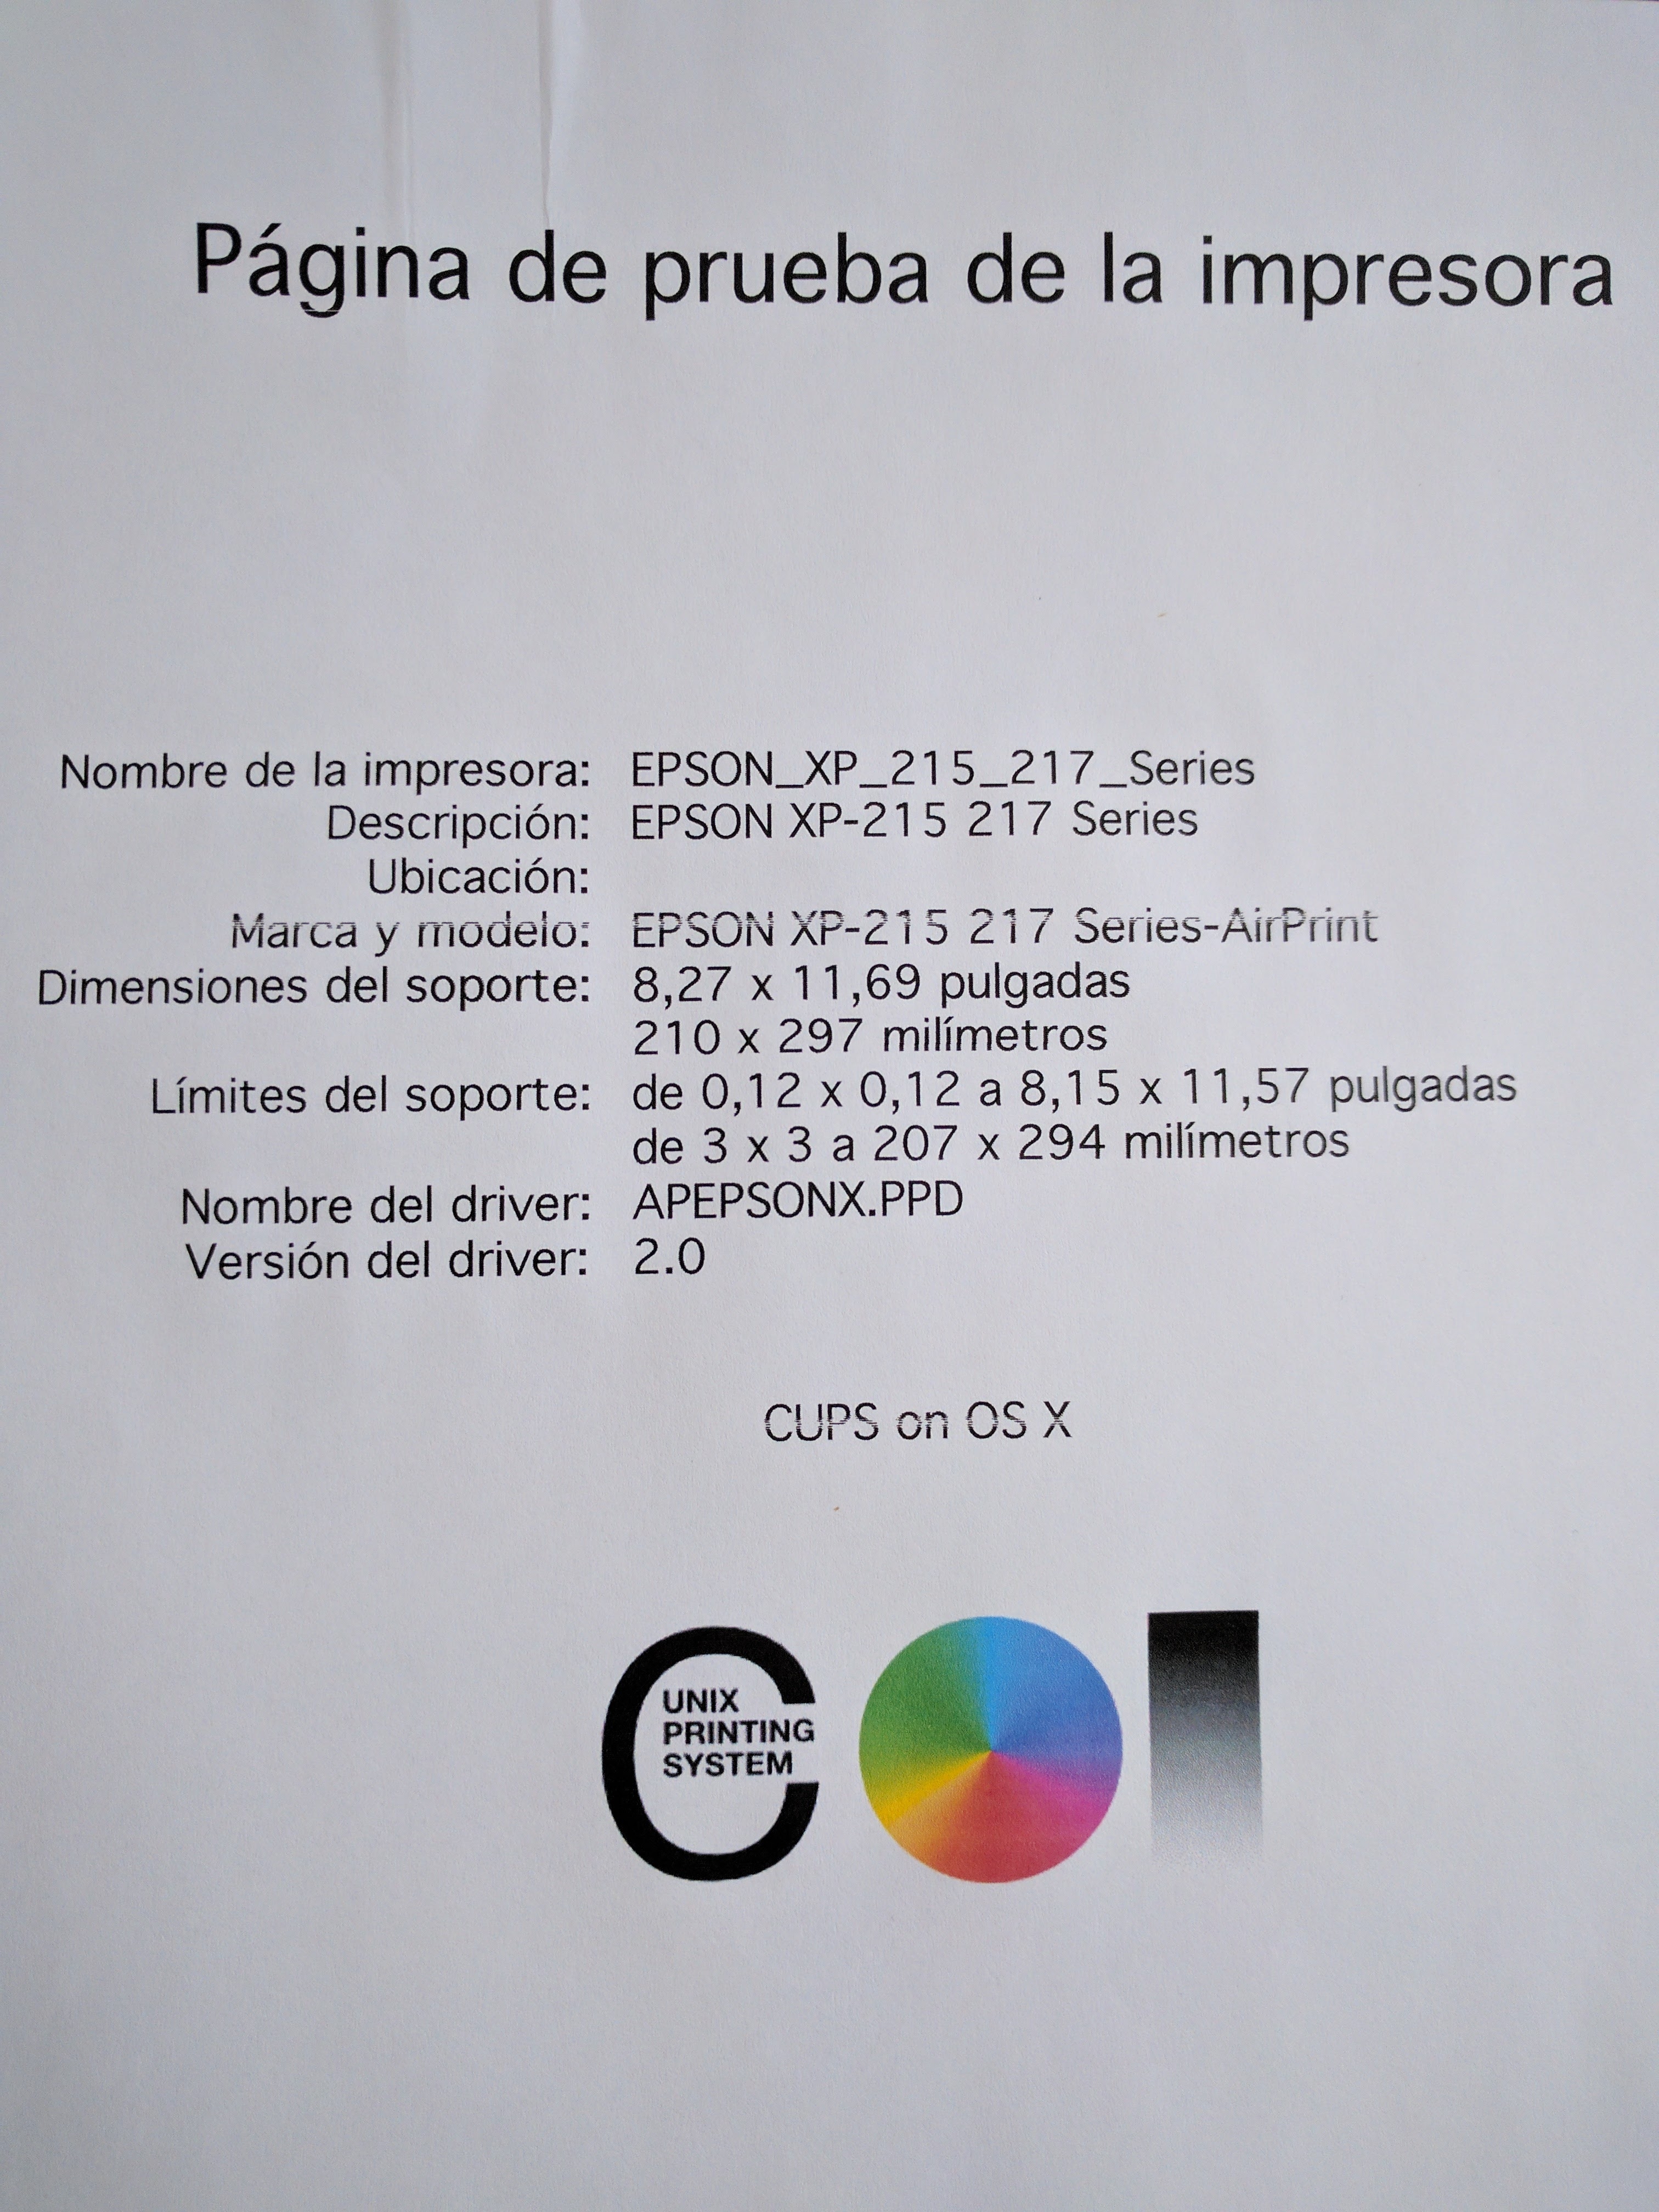 Página de prueba de la impresora
Nombre de la impresora: EPSON_XP_215_217_Series
Descripción: EPSON XP-215 217 Series
Ubicación:
Marca y modelo: EPSON XP-215 217 Series-AirPrint
Dimensiones del soporte: 8,27 x 11,69 pulgadas
210 x 297 milímetros
Límites del soporte: de 0,12 x 0,12 a 8,15 x 11,57 pulgadas
de 3 x 3 a 207 x 294 milímetros
Nombre del driver: APEPSONX.PPD
Versión del driver: 2.0
CUPS on OS X
C
UNIX
PRINTING
SYSTEM